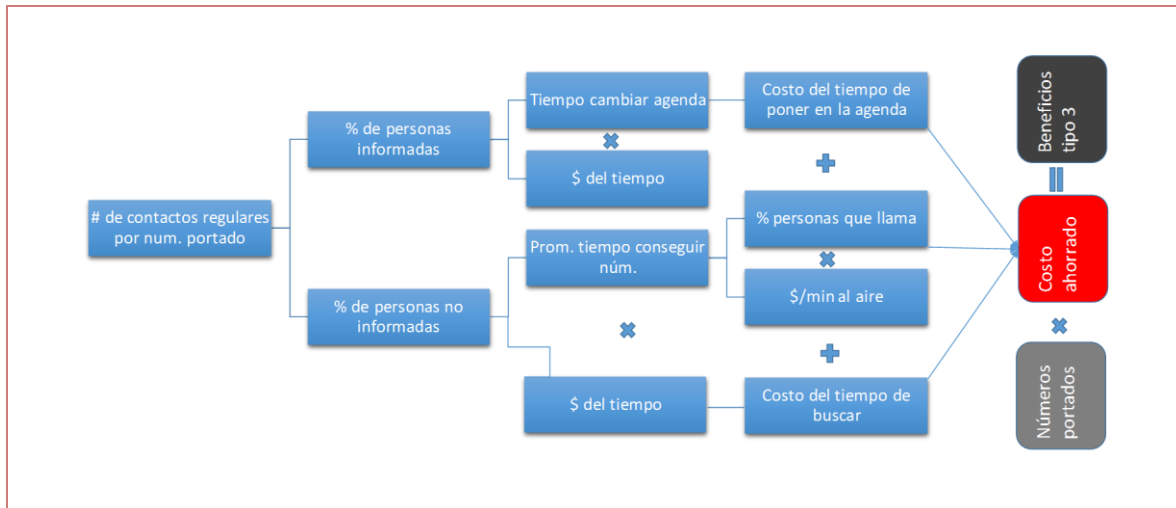 # de contactos regulares
por num. portado
% de personas
informadas
% de personas no
informadas
Tiempo cambiar agenda
$ del tiempo
Prom. tiempo conseguir
núm.
$ del tiempo
Costo del tiempo de
poner en la agenda
% personas que llama
$/min al aire
Costo del tiempo de
buscar
Beneficios
tipo 3
Costo
ahorrado
Números
portados